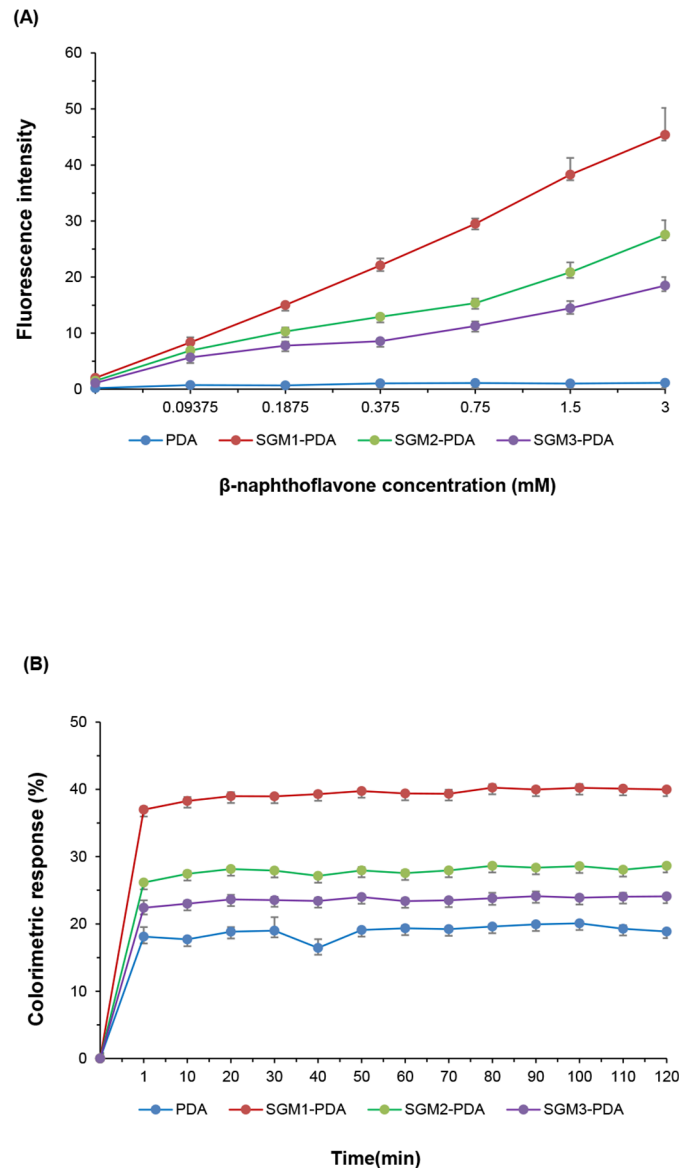 (A)
60
50
40
30
20
10
0
Fluorescence intensity
0.09375 0.1875 0.375 0.75 1.5 3
PDA SGM1-PDA SGM2-PDA SGM3-PDA
β-naphthoflavone concentration (mM)
(B)
50
40
30
20
10
0
Colorimetric response (%)
1 10 20 30 40 50 60 70 80 90 100 110 120
PDA SGM1-PDA SGM2-PDA SGM3-PDA
Time(min)